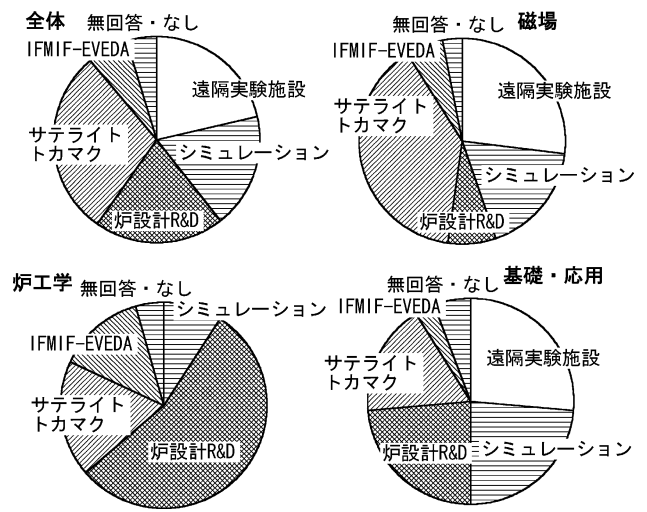 全体
無回答・なし
IFMIF-EVEDA
遠隔実験施設
サテライト
トカマク
シミュレーション
炉設計R&D
磁場
無回答・なし
IFMIF-EVEDA
遠隔実験施設
サテライト
トカマク
シミュレーション
炉設計R&D
炉工学
無回答・なし
シミュレーション
IFMIF-EVEDA
サテライト
トカマク
炉設計R&D
基礎・応用
無回答・なし
IFMIF-EVEDA
遠隔実験施設
サテライト
トカマク
炉設計R&D
シミュレーション